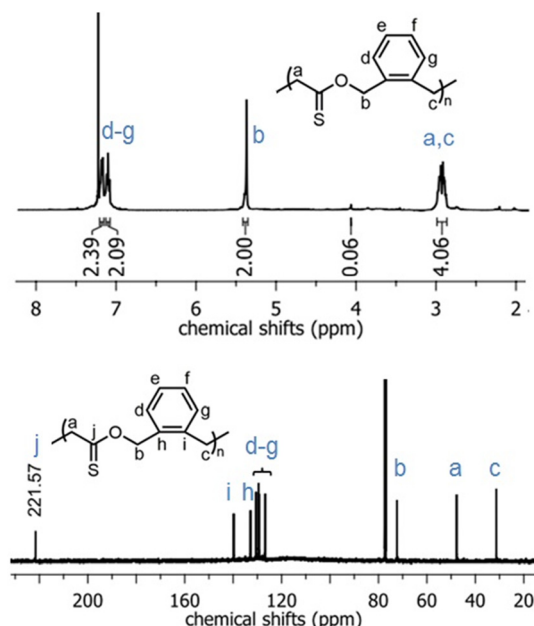 e f
a d g
O
b c n
S
d-g b a,c
2.39 2.09 2.00 0.06 4.06
8 7 6 5 4 3 2
chemical shifts (ppm)
e f
a j d g
O
b h i c n
S
j d-g
221.57 i h b a c
200 160 120 80 60 40 20
chemical shifts (ppm)